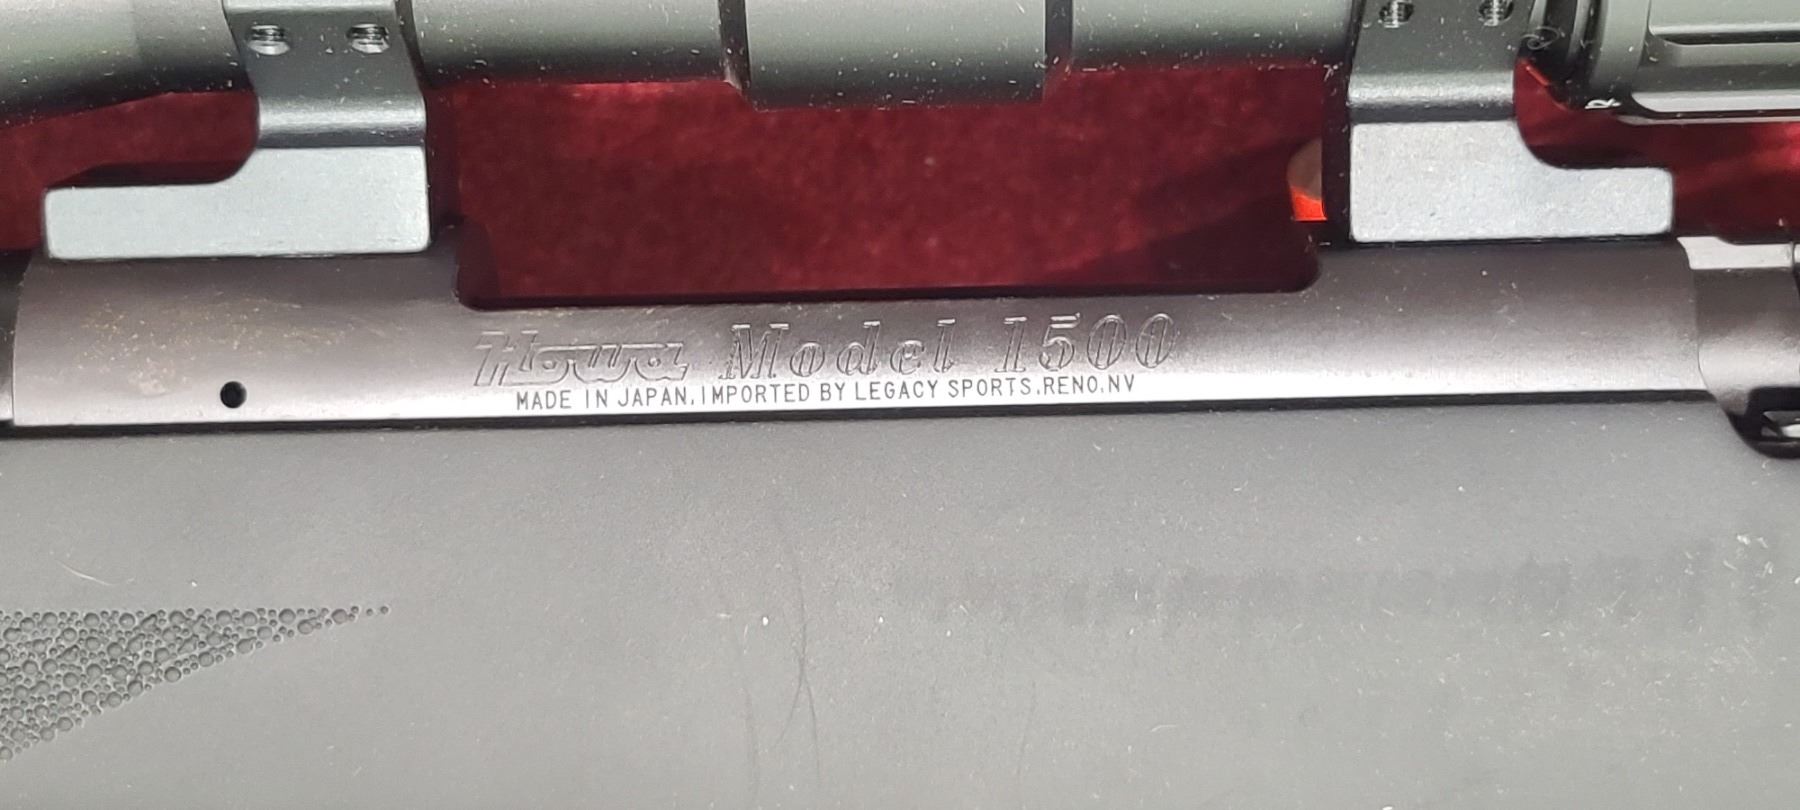 Howa Model 1500
MADE IN JAPAN.IMPORTED BY LEGACY SPORTS.RENO.NV